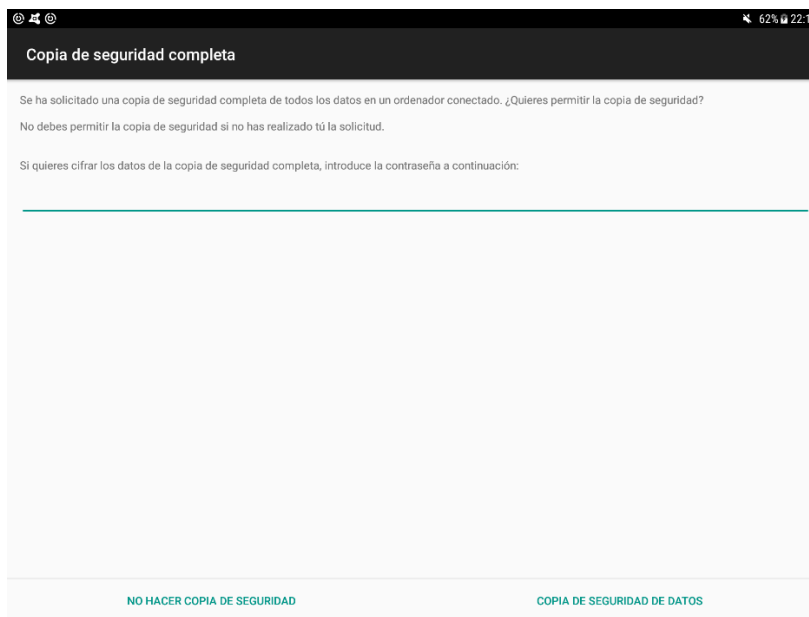 62% 22:1
Copia de seguridad completa
Se ha solicitado una copia de seguridad completa de todos los datos en un ordenador conectado. ¿Quieres permitir la copia de seguridad?
No debes permitir la copia de seguridad si no has realizado tú la solicitud.
Si quieres cifrar los datos de la copia de seguridad completa, introduce la contraseña a continuación:
NO HACER COPIA DE SEGURIDAD COPIA DE SEGURIDAD DE DATOS